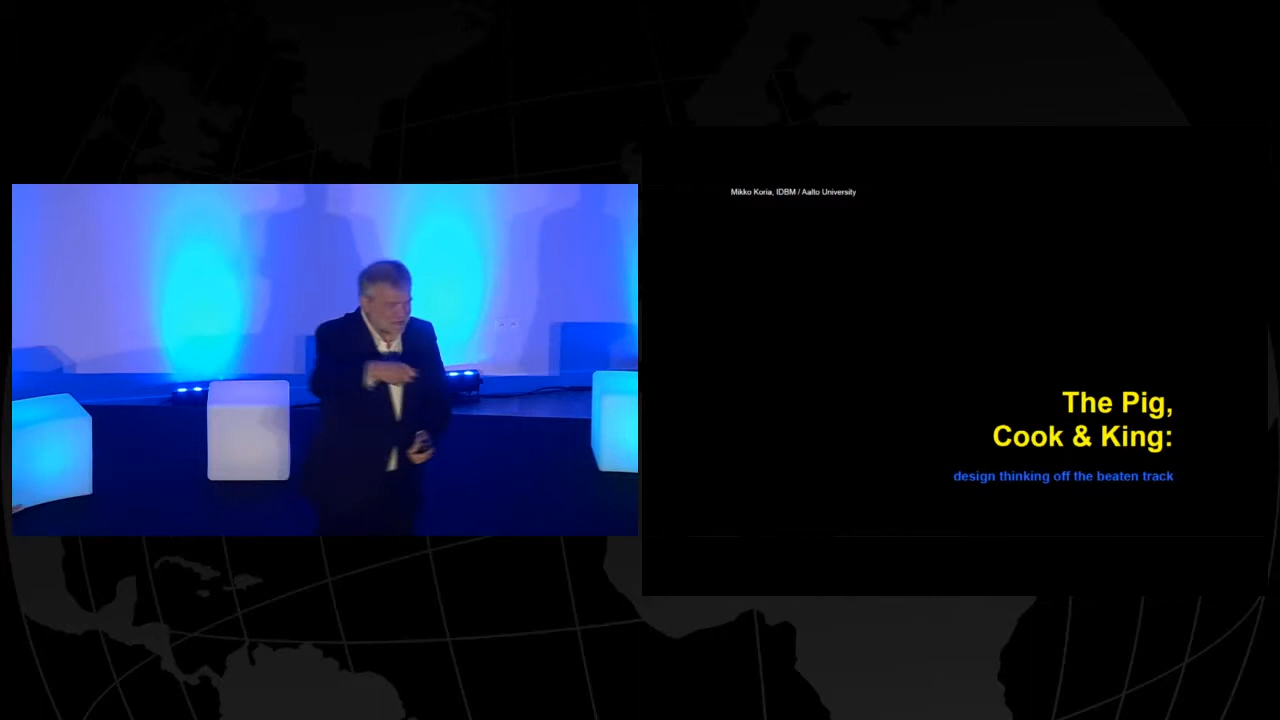 Mikko Koria, IDBM / Aalto University
The Pig,
Cook & King:
design thinking off the beaten track